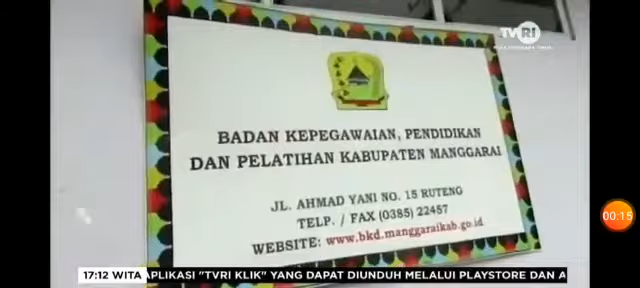 TVRI
BADAN KEPEGAWAIAN, PENDIDIKAN
DAN PELATIHAN KABUPATEN MANGGARAI
JL. AHMAD YANI NO. 15 RUTENG
TELP. / FAX (0385) 22457
WEBSITE: www.bkd.manggaraikab.go.id
00:15
17:12 WITA APLIKASI "TVRI KLIK" YANG DAPAT DIUNDUH MELALUI PLAYSTORE DAN A